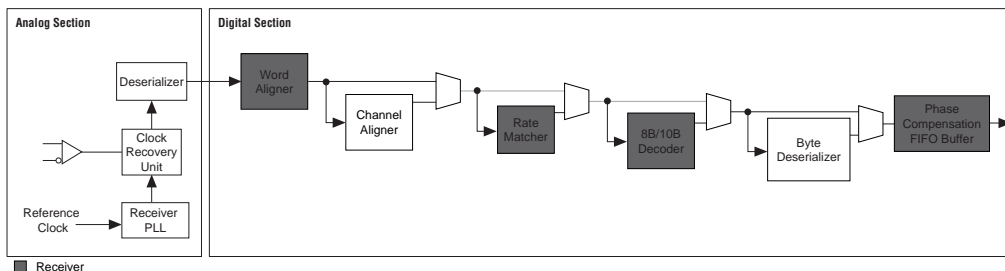 Analog Section
Digital Section
Deserializer
Clock
Recovery
Unit
Reference
Clock
Receiver
PLL
Word
Aligner
Channel
Aligner
Rate
Matcher
8B/10B
Decoder
Byte
Deserializer
Phase
Compensation
FIFO Buffer
Receiver